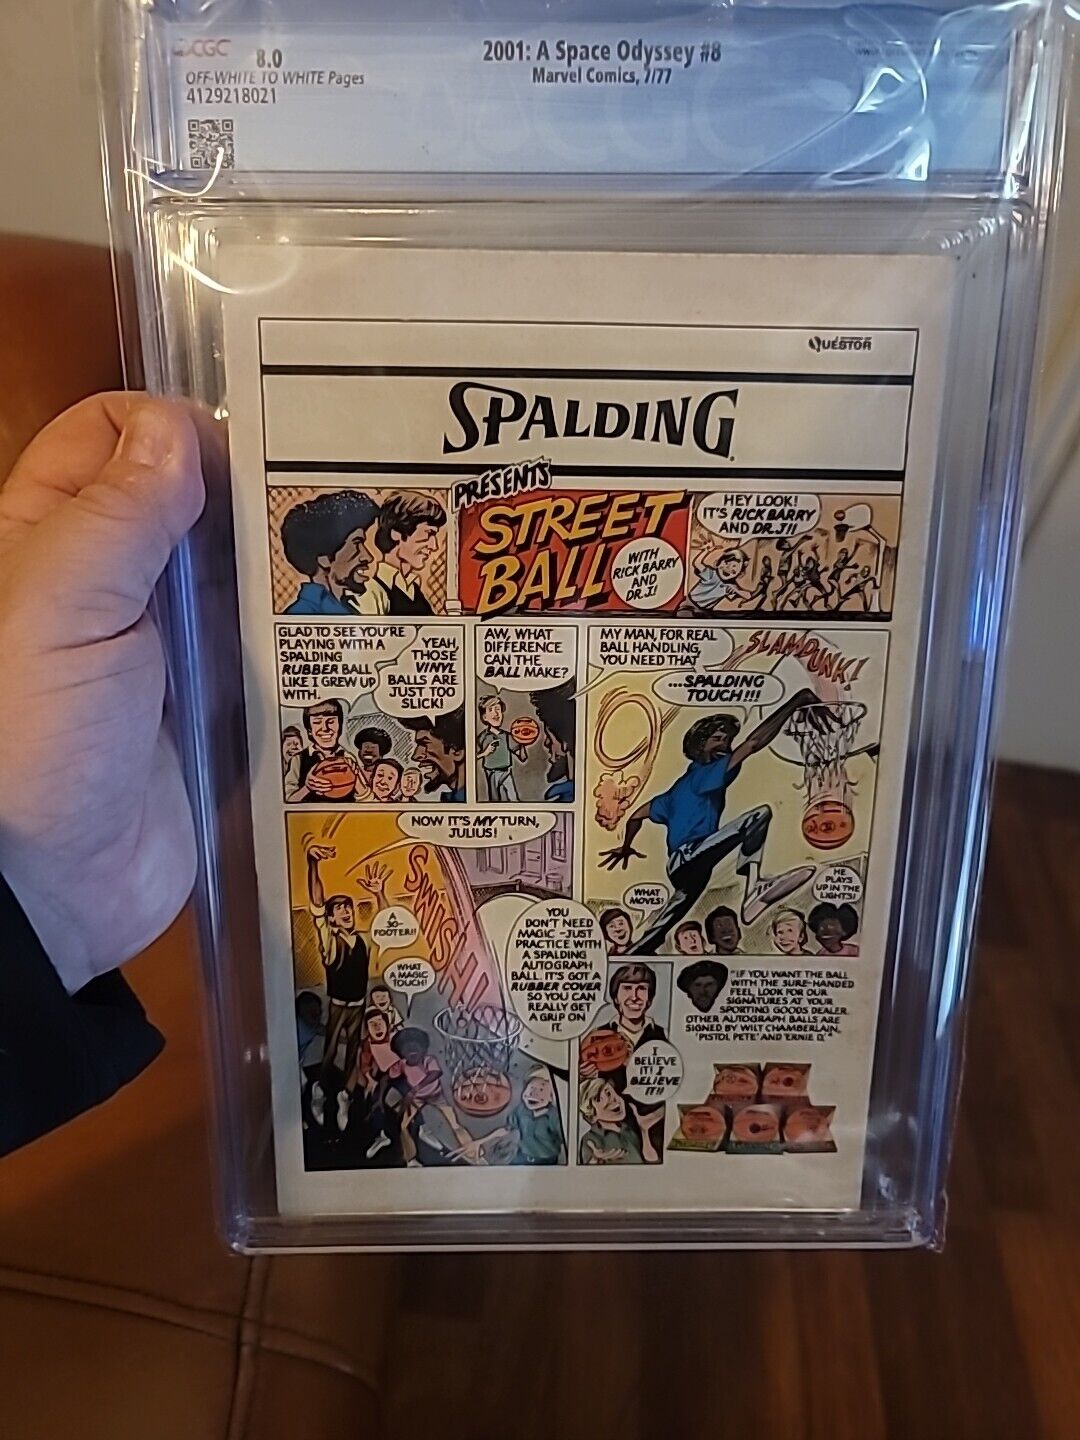 CGC
8.0
OFF-WHITE TO WHITE Pages
4129218021
2001: A Space Odyssey #8
Marvel Comics, 7/77
QUESTOR
SPALDING
PRESENTS
STREET
BALL
WITH
RICK BARRY
AND
DR.J!
HEY LOOK!
IT'S RICK BARRY
AND DR.J!!
GLAD TO SEE YOU'RE
PLAYING WITH A
SPALDING
RUBBER BALL
LIKE I GREW UP
WITH.
YEAH,
THOSE
VINYL
BALLS ARE
JUST TOO
SLICK!
AW, WHAT
DIFFERENCE
CAN THE
BALL MAKE?
MY MAN, FOR REAL
BALL HANDLING,
YOU NEED THAT
...SPALDING
TOUCH!!!
SLAMDUNK!
WHAT
MOVES!
HE
PLAYS
UP IN THE
LIGHTS!
NOW IT'S MY TURN,
JULIUS!
SWWISHH
A
30-
FOOTER!!
WHAT
A MAGIC
TOUCH!
YOU
DON'T NEED
MAGIC -JUST
PRACTICE WITH
A SPALDING
AUTOGRAPH
BALL. IT'S GOT A
RUBBER COVER
SO YOU CAN
REALLY GET
A GRIP ON
IT.
I
BELIEVE
IT! I
BELIEVE
IT!!
"IF YOU WANT THE BALL
WITH THE SURE-HANDED
FEEL, LOOK FOR OUR
SIGNATURES AT YOUR
SPORTING GOODS DEALER.
OTHER AUTOGRAPH BALLS ARE
SIGNED BY WILT CHAMBERLAIN,
'PISTOL PETE' AND 'ERNIE D.'"